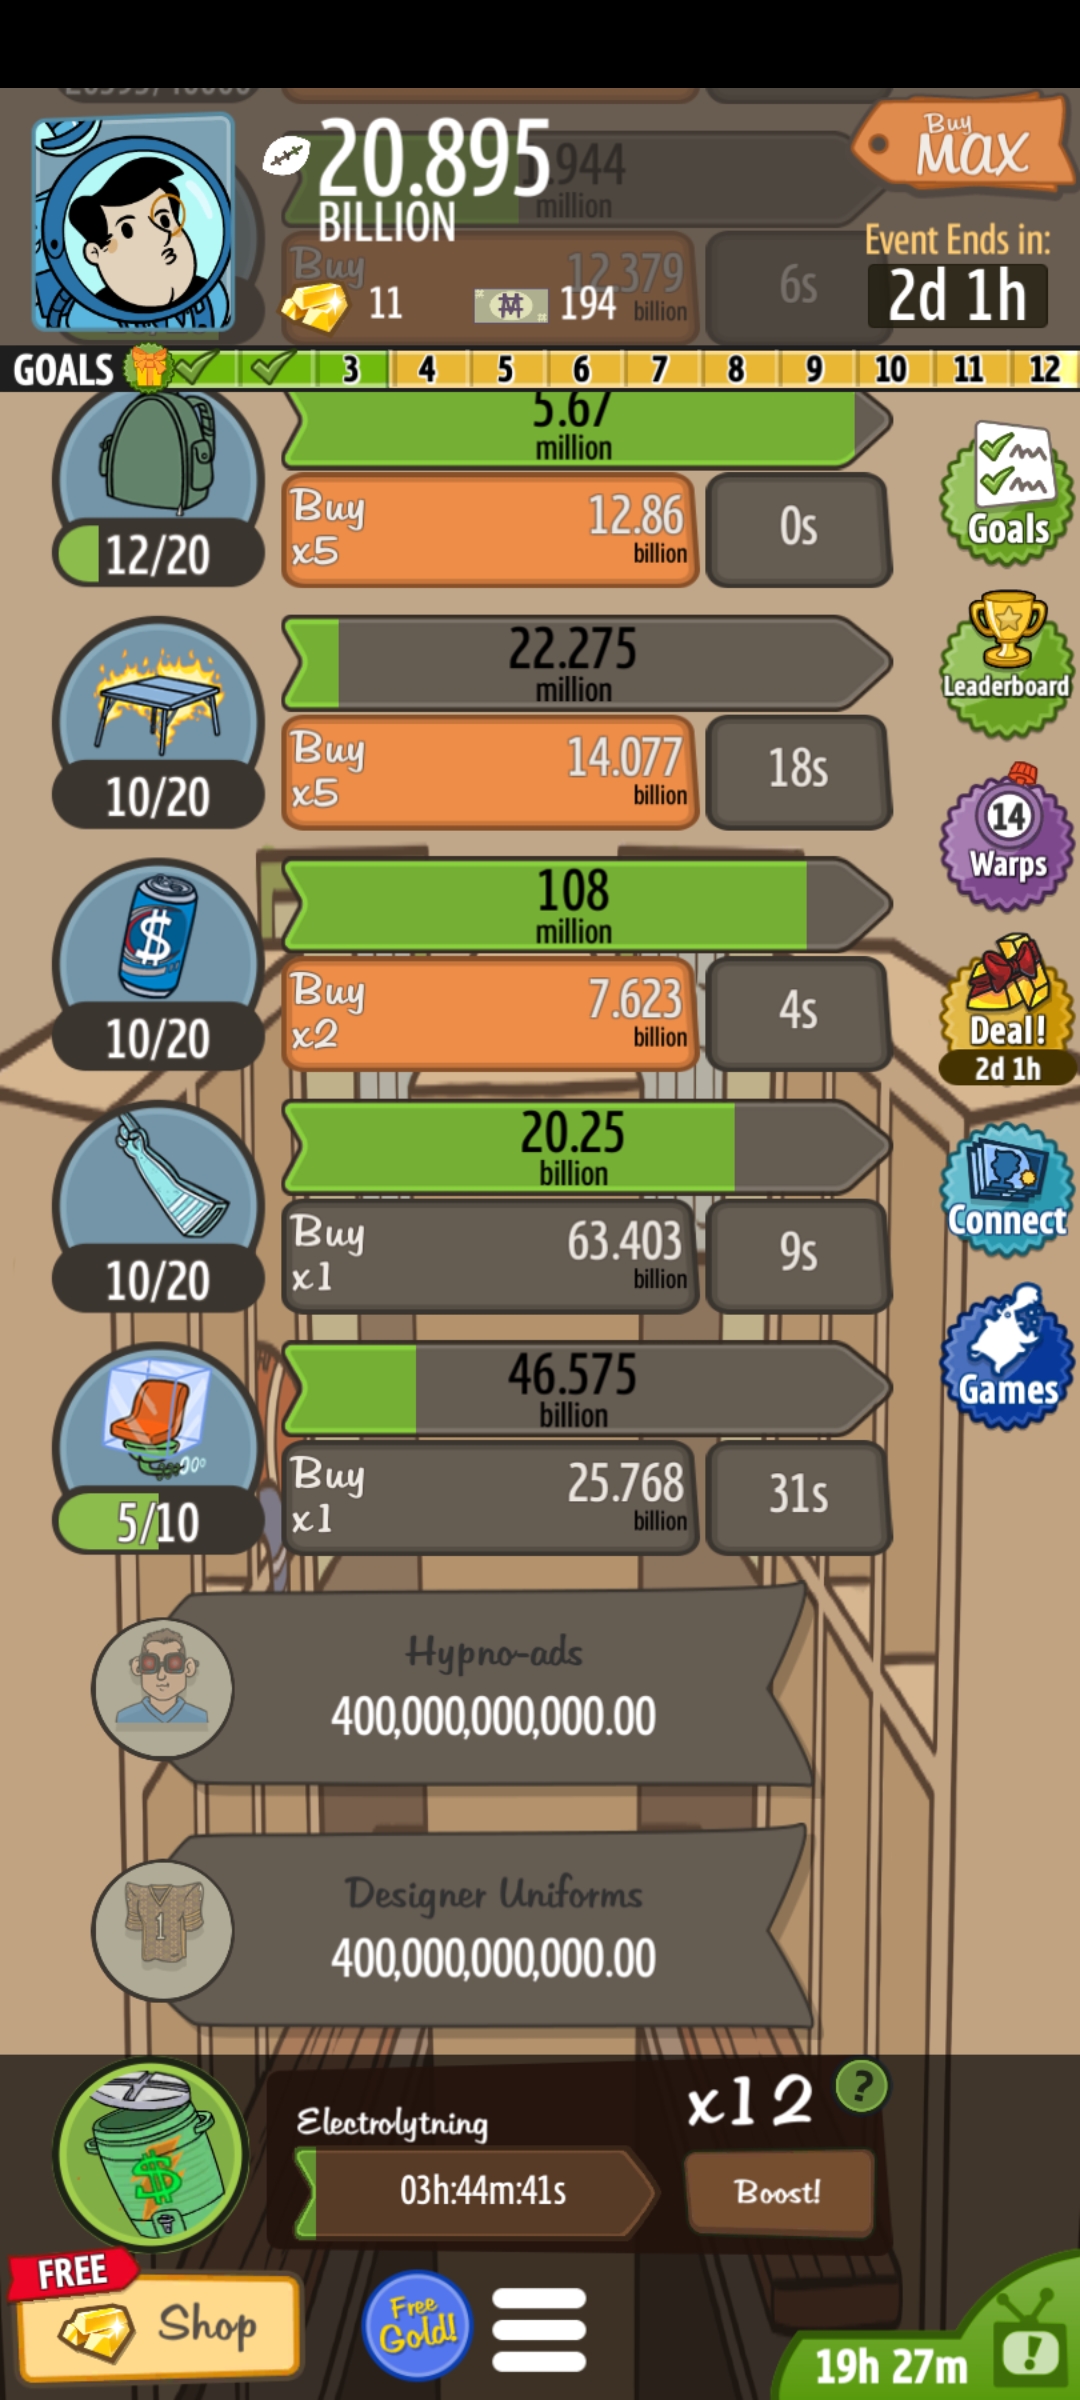 20.895
BILLION
.944
million
Buy
MAX
Buy
12.379
billion
6s
11
194
Event Ends in:
2d 1h
GOALS
3
4
5
6
7
8
9
10
11
12
5.67
million
12/20
Buy
x5
12.86
billion
0s
Goals
22.275
million
10/20
Buy
x5
14.077
billion
18s
Leaderboard
108
million
10/20
Buy
x2
7.623
billion
4s
14
Warps
Deal!
2d 1h
20.25
billion
10/20
Buy
x1
63.403
billion
9s
Connect
46.575
billion
5/10
Buy
x1
25.768
billion
31s
Games
Hypno-ads
400,000,000,000.00
1
Designer Uniforms
400,000,000,000.00
Electrolytning
03h:44m:41s
x12
?
Boost!
FREE
Shop
Free
Gold!
19h 27m